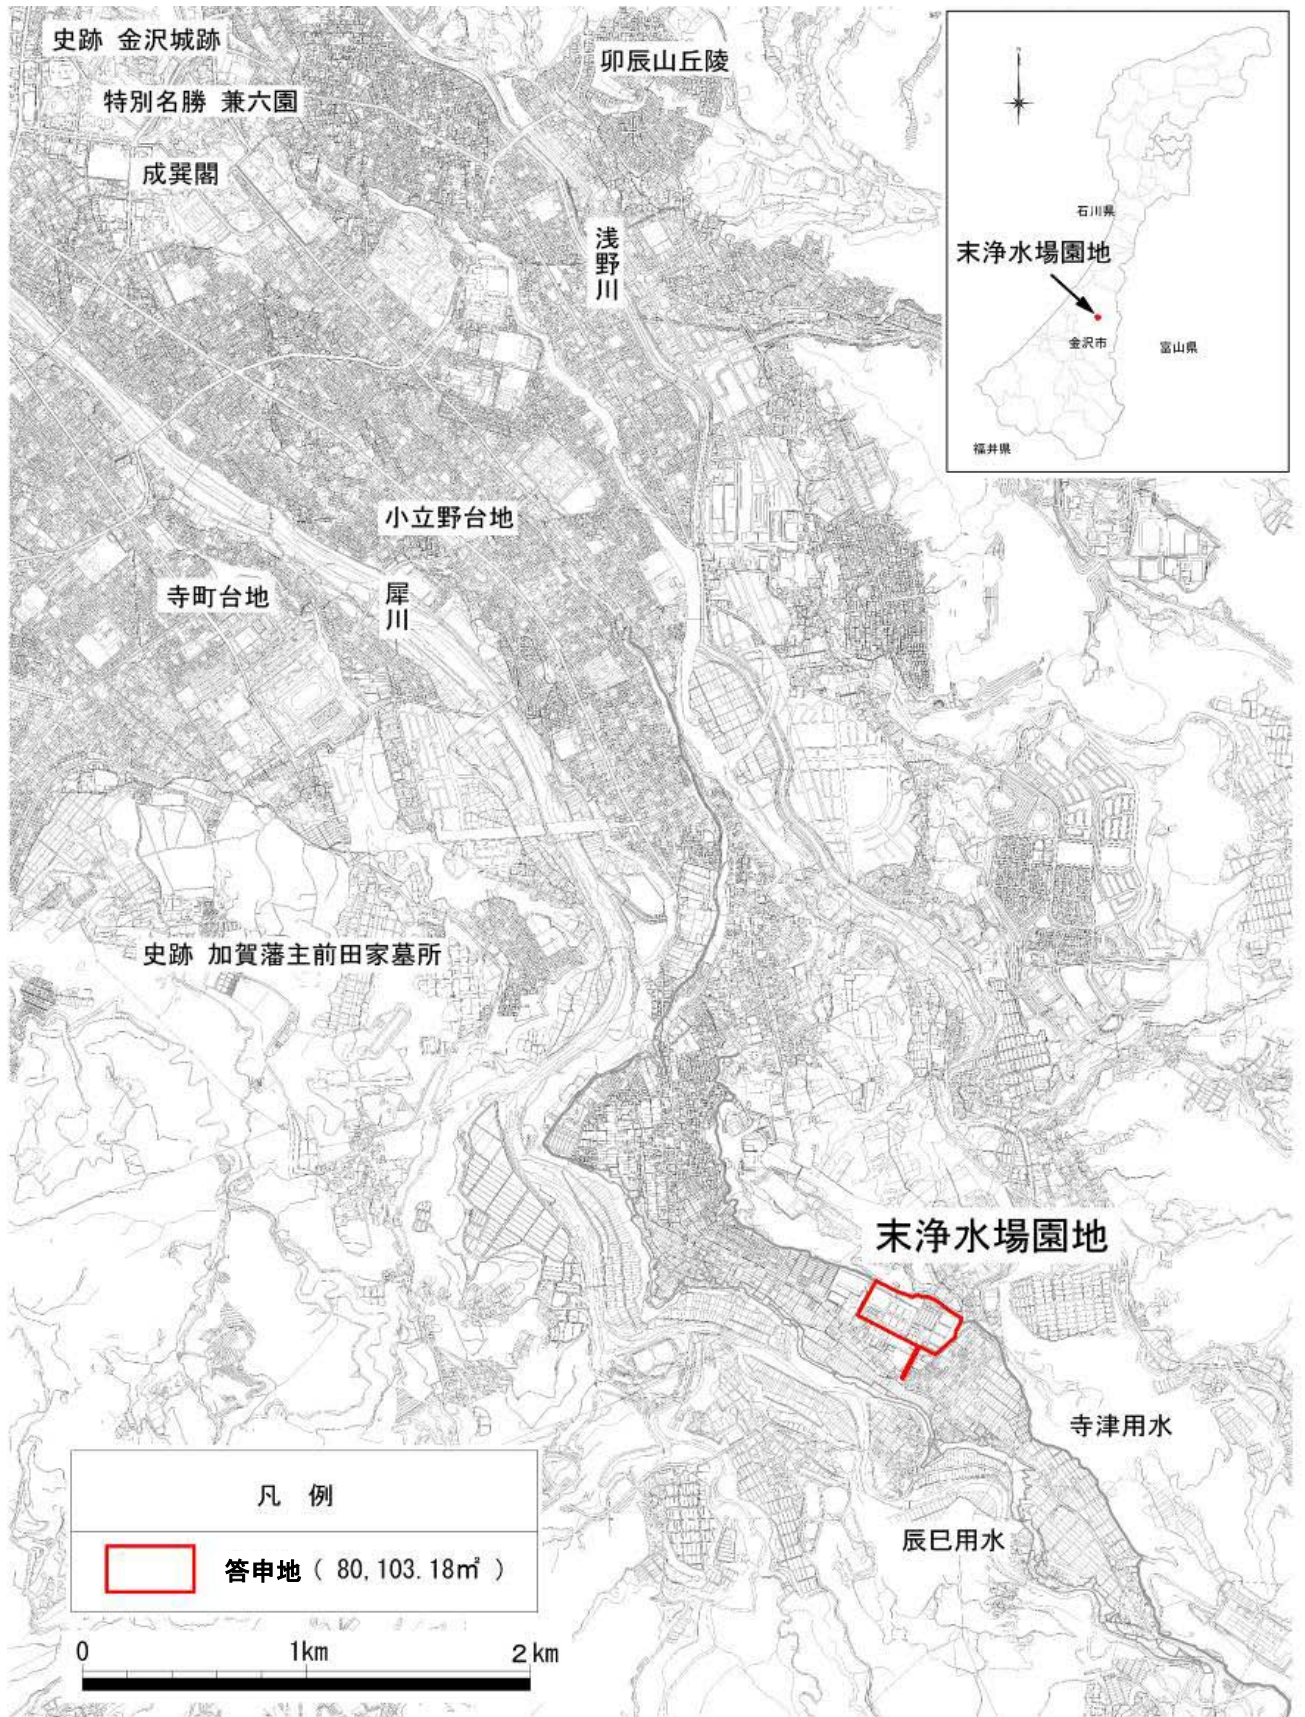 史跡 金沢城跡
特別名勝 兼六園
成巽閣
卯辰山丘陵
浅野川
石川県
末浄水場園地
金沢市
富山県
福井県
小立野台地
寺町台地
犀川
史跡 加賀藩主前田家墓所
末浄水場園地
寺津用水
辰巳用水
凡 例
答申地 ( 80,103.18㎡ )
0 1km 2km